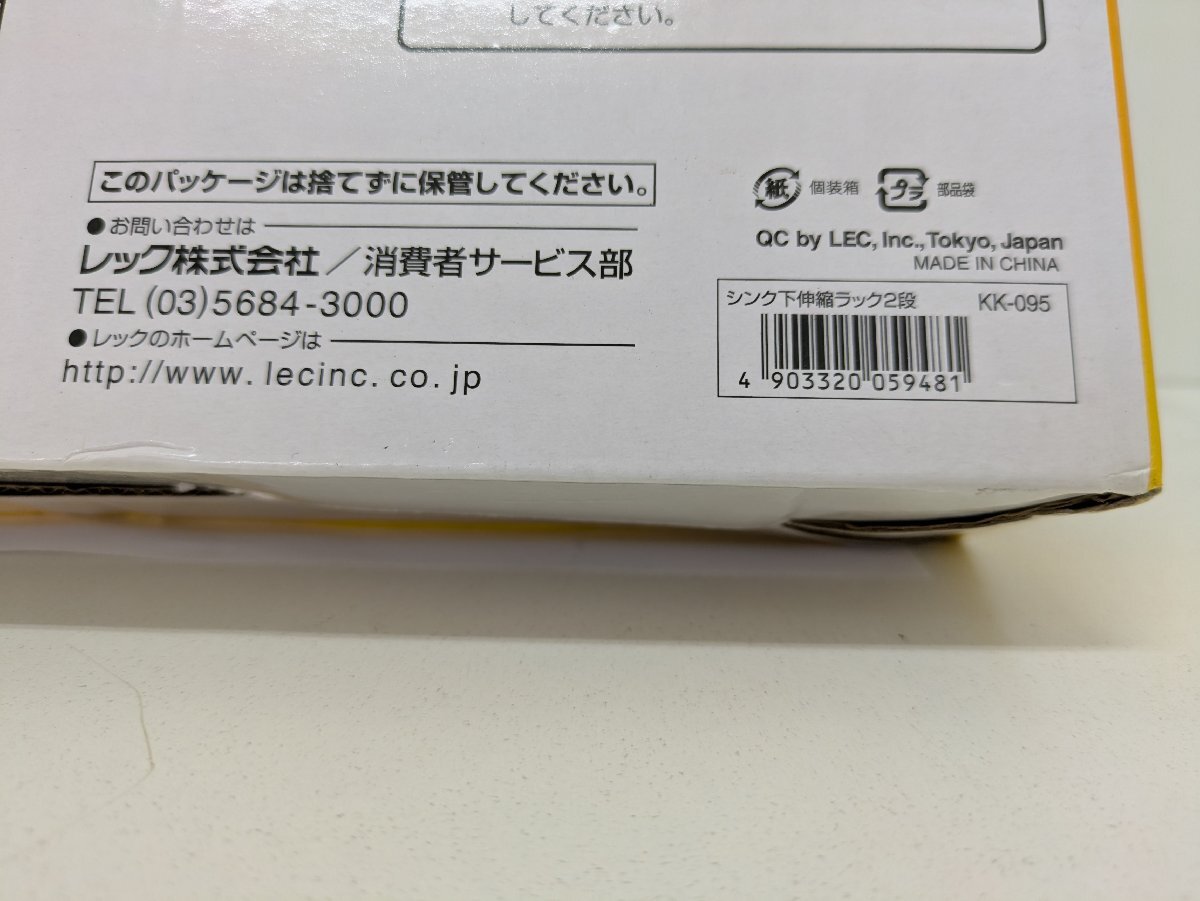 してください。
このパッケージは捨てずに保管してください。
●お問い合わせは
レック株式会社／消費者サービス部
TEL (03)5684-3000
●レックのホームページは
http://www.lecinc.co.jp
紙 個装箱 プラ 部品袋
QC by LEC, Inc., Tokyo, Japan
MADE IN CHINA
シンク下伸縮ラック2段 KK-095
4 903320 059481